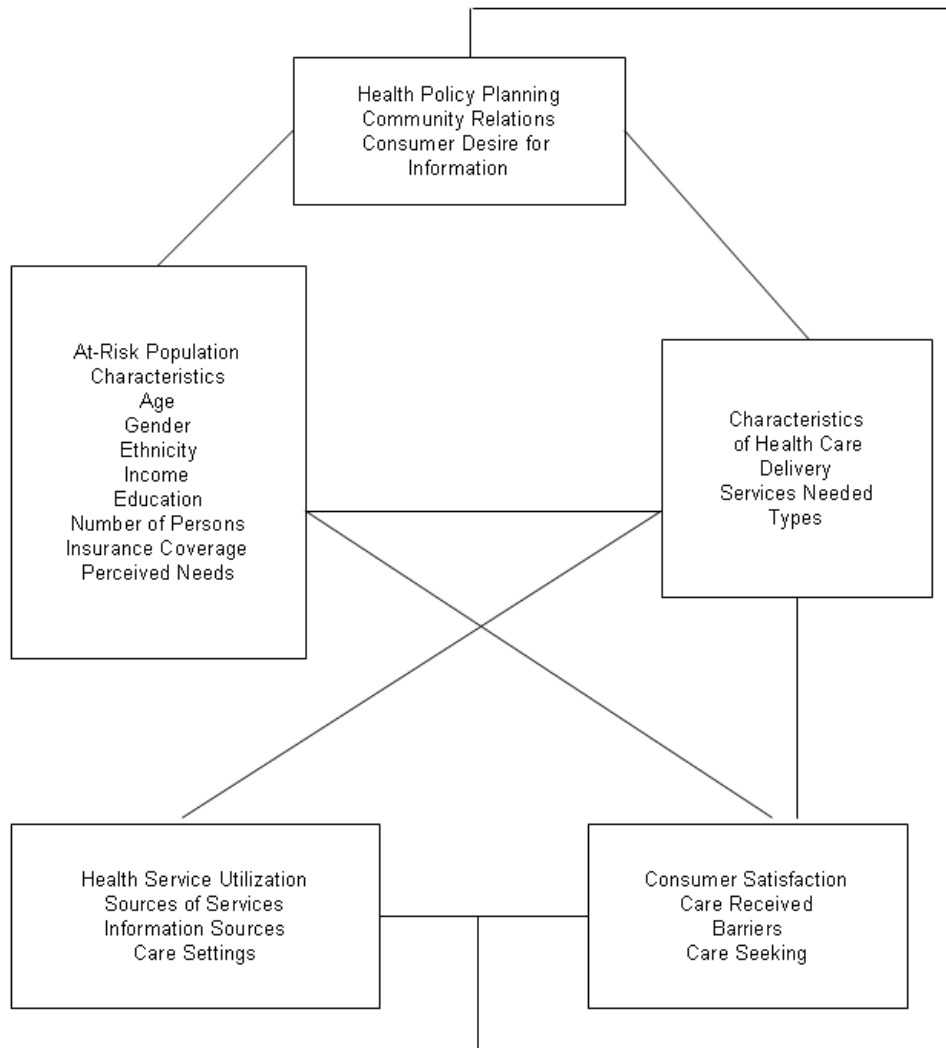 Health Policy Planning
Community Relations
Consumer Desire for
Information
At-Risk Population
Characteristics
Age
Gender
Ethnicity
Income
Education
Number of Persons
Insurance Coverage
Perceived Needs
Characteristics
of Health Care
Delivery
Services Needed
Types
Health Service Utilization
Sources of Services
Information Sources
Care Settings
Consumer Satisfaction
Care Received
Barriers
Care Seeking